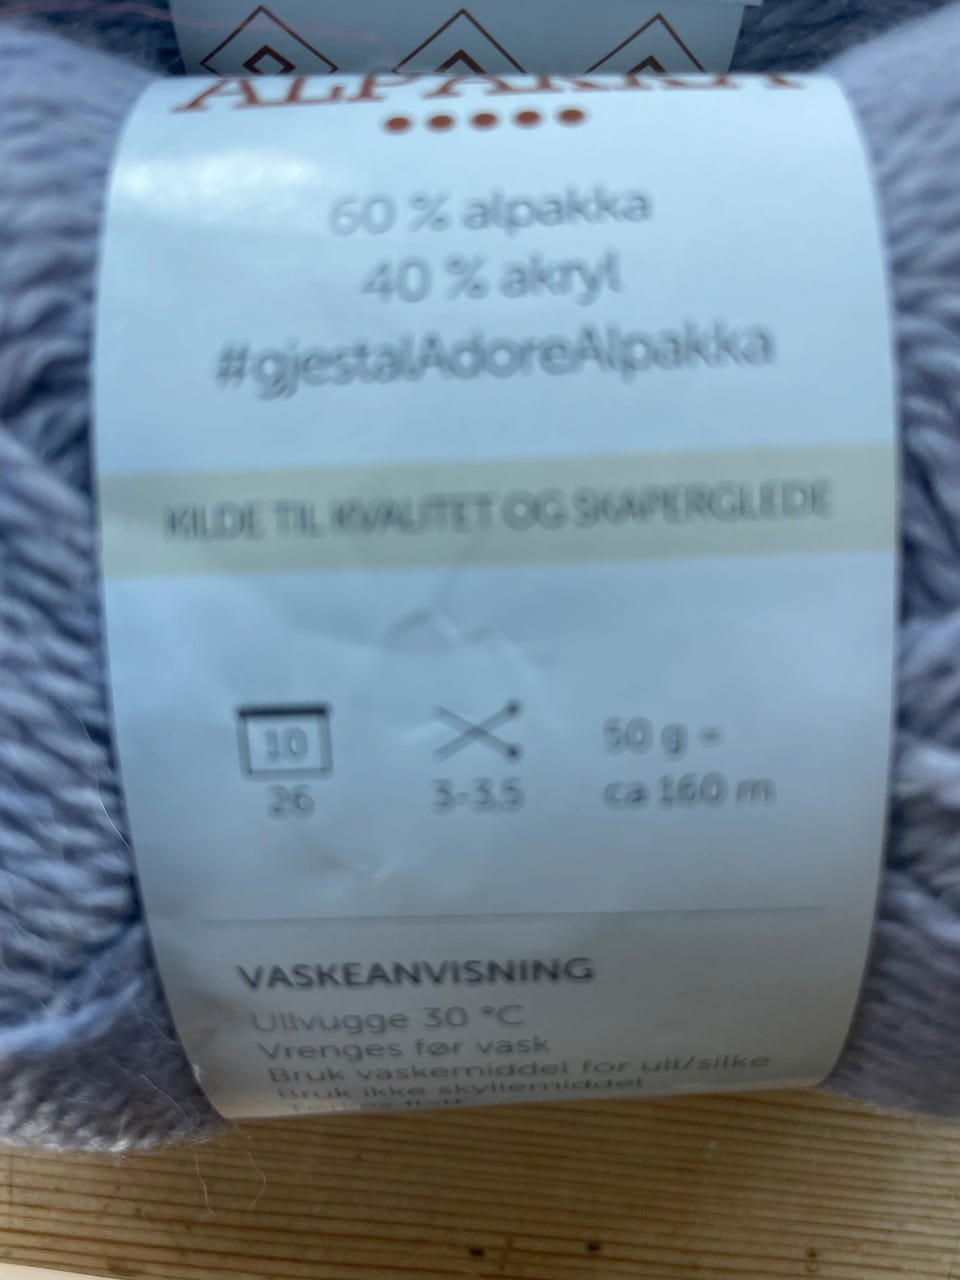 ALPAKKA
60 % alpakka
40 % akryl
#gjestalAdoreAlpakka
KILDE TIL KVALITET OG SKAPERGLEDE
10
26
3-3,5
50 g =
ca 160 m
VASKEANVISNING
Ullvugge 30 °C
Vrenges før vask
Bruk vaskemiddel for ull/silke
Bruk ikke skyllemiddel